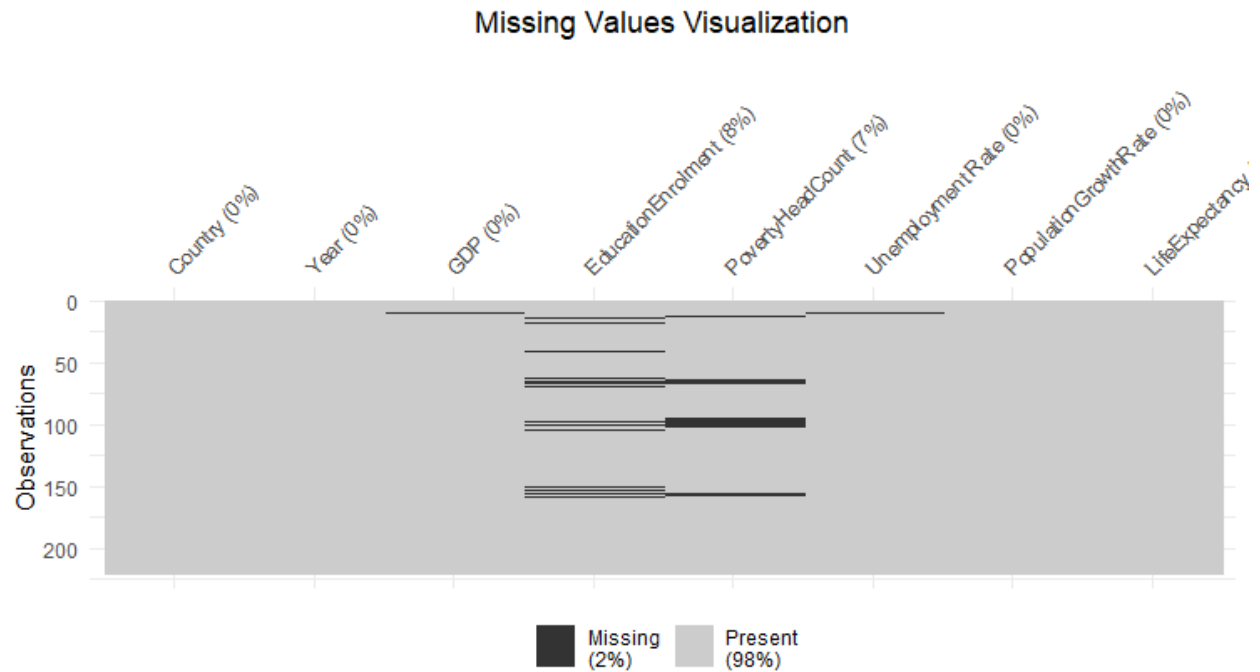 Missing Values Visualization
Country (0%)
Year (0%)
GDP (0%)
EducationEnrolment (8%)
PovertyHeadCount (7%)
UnemploymentRate (0%)
PopulationGrowthRate (0%)
LifeExpectancy
0
50
100
150
200
Observations
Missing
(2%)
Present
(98%)